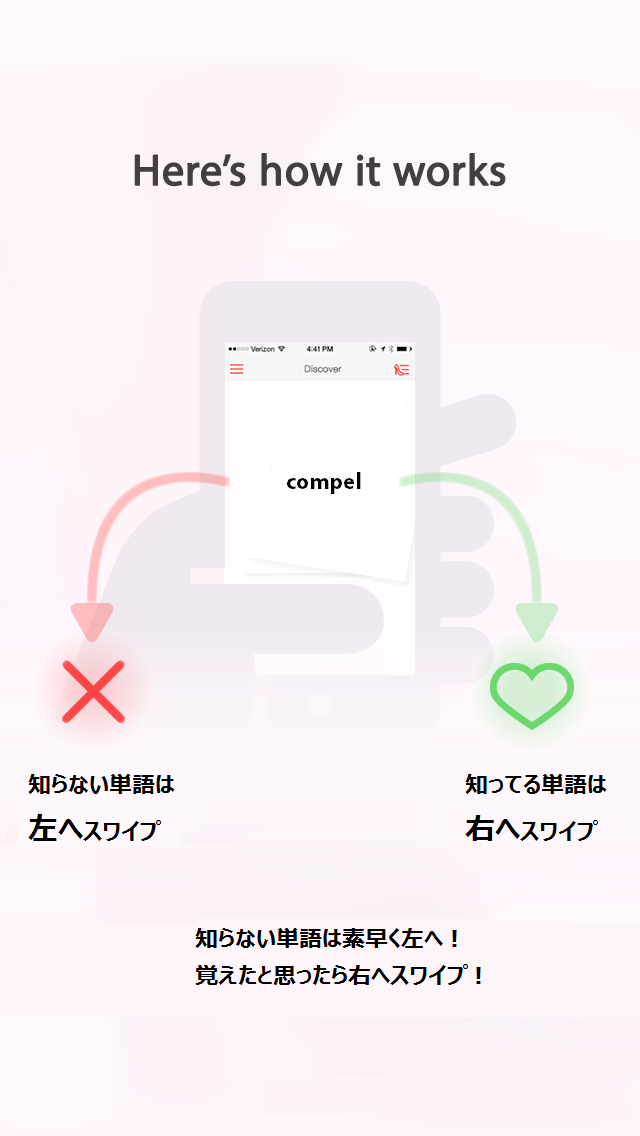 Here's how it works
Verizon 4:41 PM
Discover
compel
知らない単語は
左へスワイプ
知ってる単語は
右へスワイプ
知らない単語は素早く左へ！
覚えたと思ったら右へスワイプ！